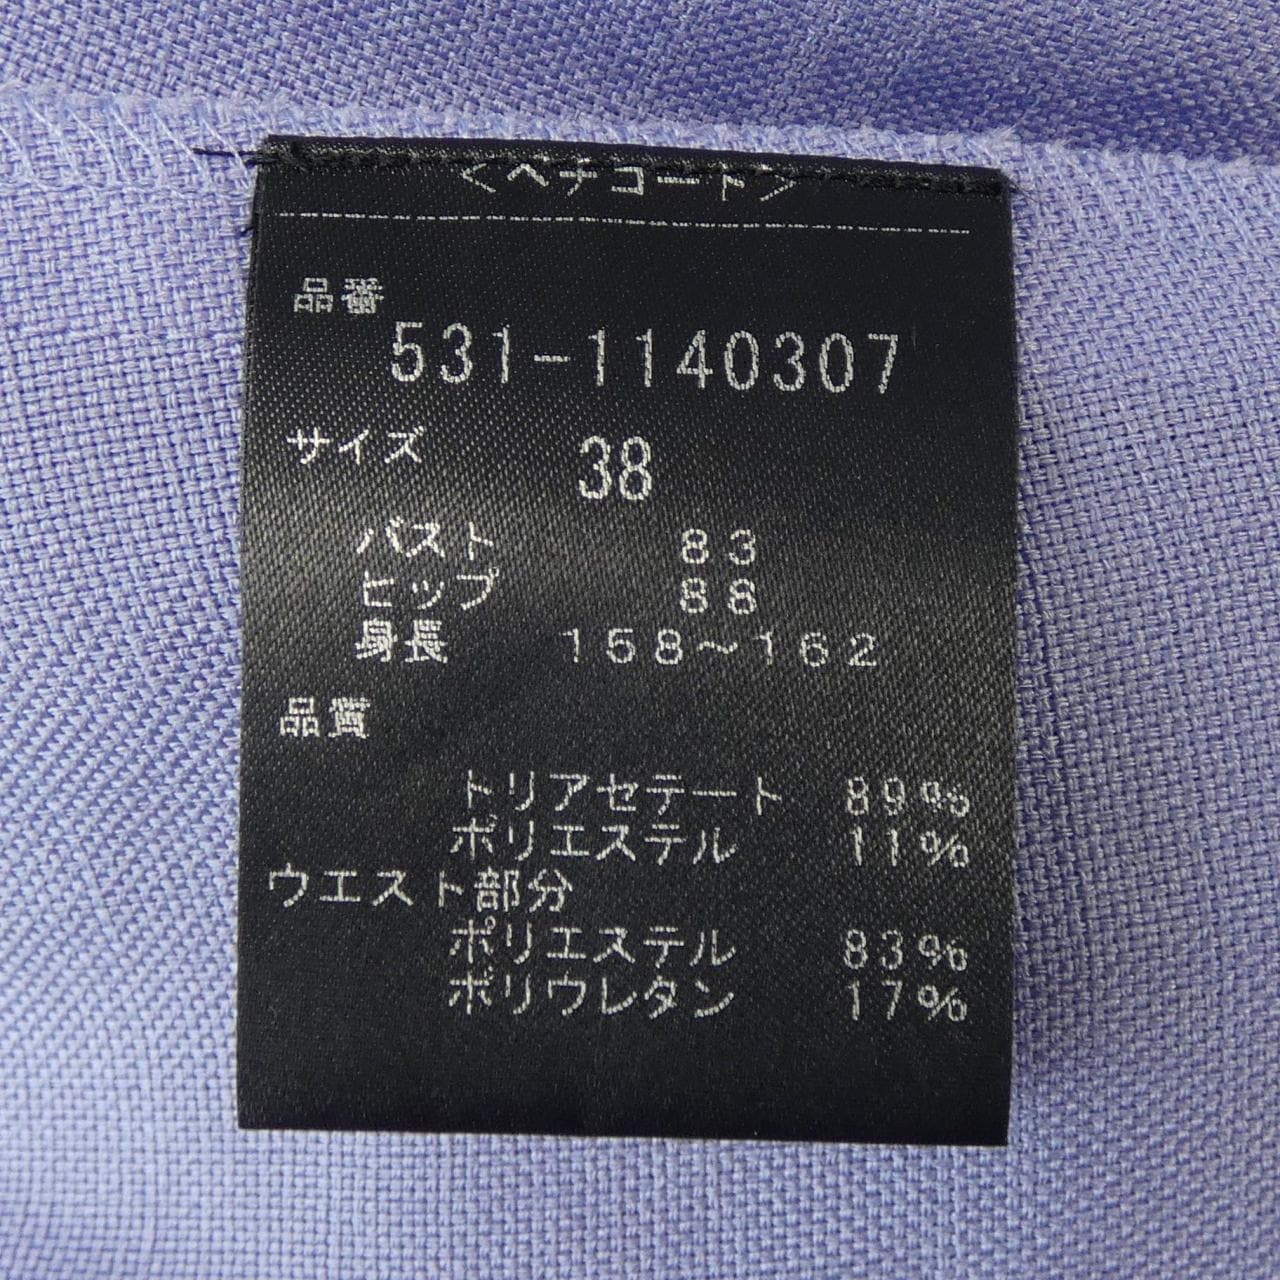 <ペチコート>
品番
531-1140307
サイズ 38
バスト 83
ヒップ 88
身長 158~162
品質
トリアセテート 89%
ポリエステル 11%
ウエスト部分
ポリエステル 83%
ポリウレタン 17%